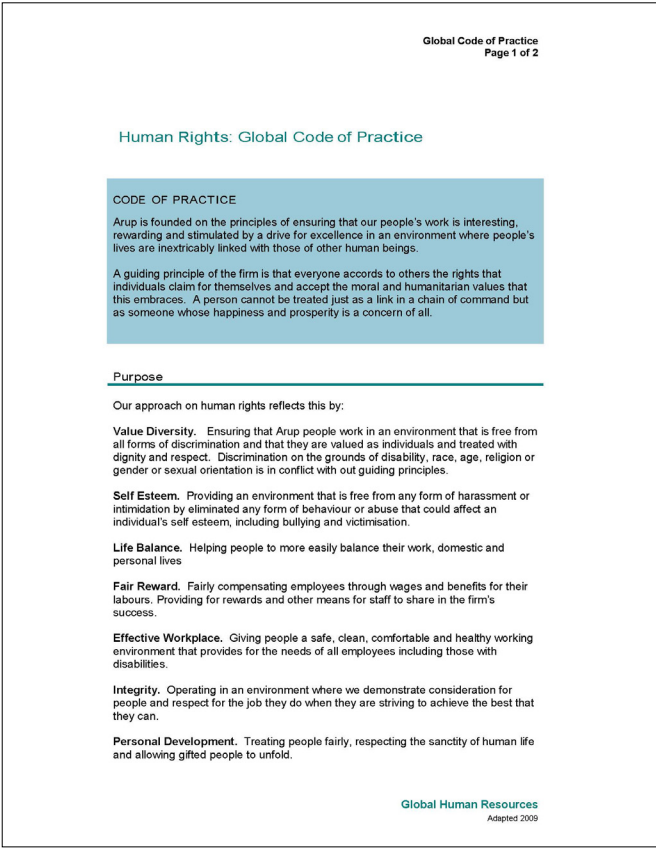 Global Code of Practice
Page 1 of 2
Human Rights: Global Code of Practice
CODE OF PRACTICE
Arup is founded on the principles of ensuring that our people's work is interesting,
rewarding and stimulated by a drive for excellence in an environment where people's
lives are inextricably linked with those of other human beings.
A guiding principle of the firm is that everyone accords to others the rights that
individuals claim for themselves and accept the moral and humanitarian values that
this embraces. A person cannot be treated just as a link in a chain of command but
as someone whose happiness and prosperity is a concern of all.
Purpose
Our approach on human rights reflects this by:
Value Diversity. Ensuring that Arup people work in an environment that is free from
all forms of discrimination and that they are valued as individuals and treated with
dignity and respect. Discrimination on the grounds of disability, race, age, religion or
gender or sexual orientation is in conflict with out guiding principles.
Self Esteem. Providing an environment that is free from any form of harassment or
intimidation by eliminated any form of behaviour or abuse that could affect an
individual's self esteem, including bullying and victimisation.
Life Balance. Helping people to more easily balance their work, domestic and
personal lives
Fair Reward. Fairly compensating employees through wages and benefits for their
labours. Providing for rewards and other means for staff to share in the firm's
success.
Effective Workplace. Giving people a safe, clean, comfortable and healthy working
environment that provides for the needs of all employees including those with
disabilities.
Integrity. Operating in an environment where we demonstrate consideration for
people and respect for the job they do when they are striving to achieve the best that
they can.
Personal Development. Treating people fairly, respecting the sanctity of human life
and allowing gifted people to unfold.
Global Human Resources
Adapted 2009